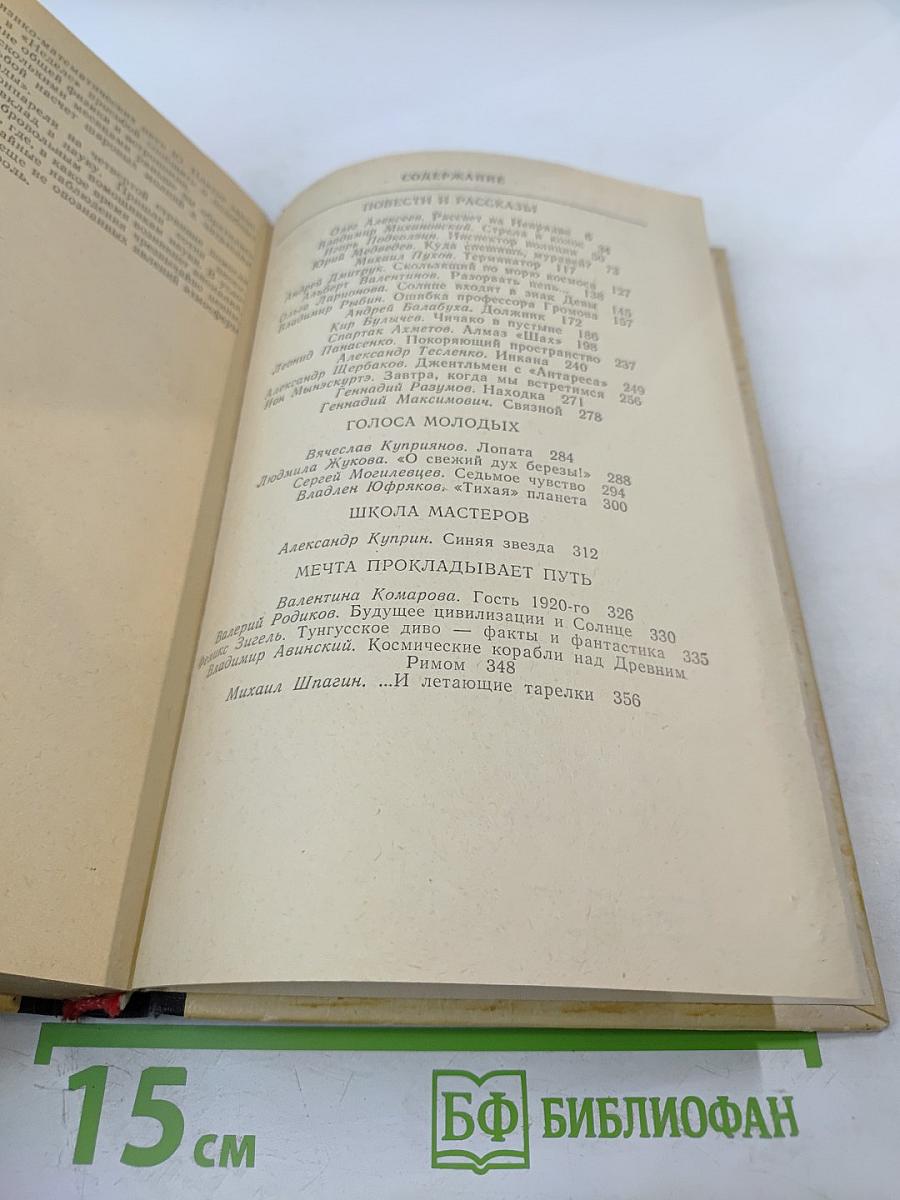 физико-математических
в «Неделе»
СОДЕРЖАНИЕ
ПОВЕСТИ И РАССКАЗЫ
Олег Алексеев. Рассвет на Непрядве 6
Владимир Михановский. Стрела и колос 34
Игорь Подколзин. Инспектор полиции 50
Юрий Медведев. Куда спешишь, муравей? 73
Михаил Пухов. Терминатор 117
Андрей Дмитрук. Скользящий по морю космоса 127
Альберт Валентинов. Разорвать цепь... 138
Ольга Ларионова. Солнце входит в знак Девы 145
Владимир Рыбин. Ошибка профессора Громова 157
Андрей Балабуха. Должник 172
Кир Булычев. Чичако в пустыне 186
Спартак Ахметов. Алмаз «Шах» 198
Леонид Панасенко. Покоряющий пространство 237
Александр Тесленко. Инкана 240
Александр Щербаков. Джентльмен с «Антареса» 249
Ион Мынэскуртэ. Завтра, когда мы встретимся 256
Геннадий Разумов. Находка 271
Геннадий Максимович. Связной 278
ГОЛОСА МОЛОДЫХ
Вячеслав Куприянов. Лопата 284
Людмила Жукова. «О свежий дух березы!» 288
Сергей Могилевцев. Седьмое чувство 294
Владлен Юфряков. «Тихая» планета 300
ШКОЛА МАСТЕРОВ
Александр Куприн. Синяя звезда 312
МЕЧТА ПРОКЛАДЫВАЕТ ПУТЬ
Валентина Комарова. Гость 1920-го 326
Валерий Родиков. Будущее цивилизации и Солнце 330
Феликс Зигель. Тунгусское диво — факты и фантастика 335
Владимир Авинский. Космические корабли над Древним
Римом 348
Михаил Шпагин. ...И летающие тарелки 356
15 см
БФ БИБЛИОФАН